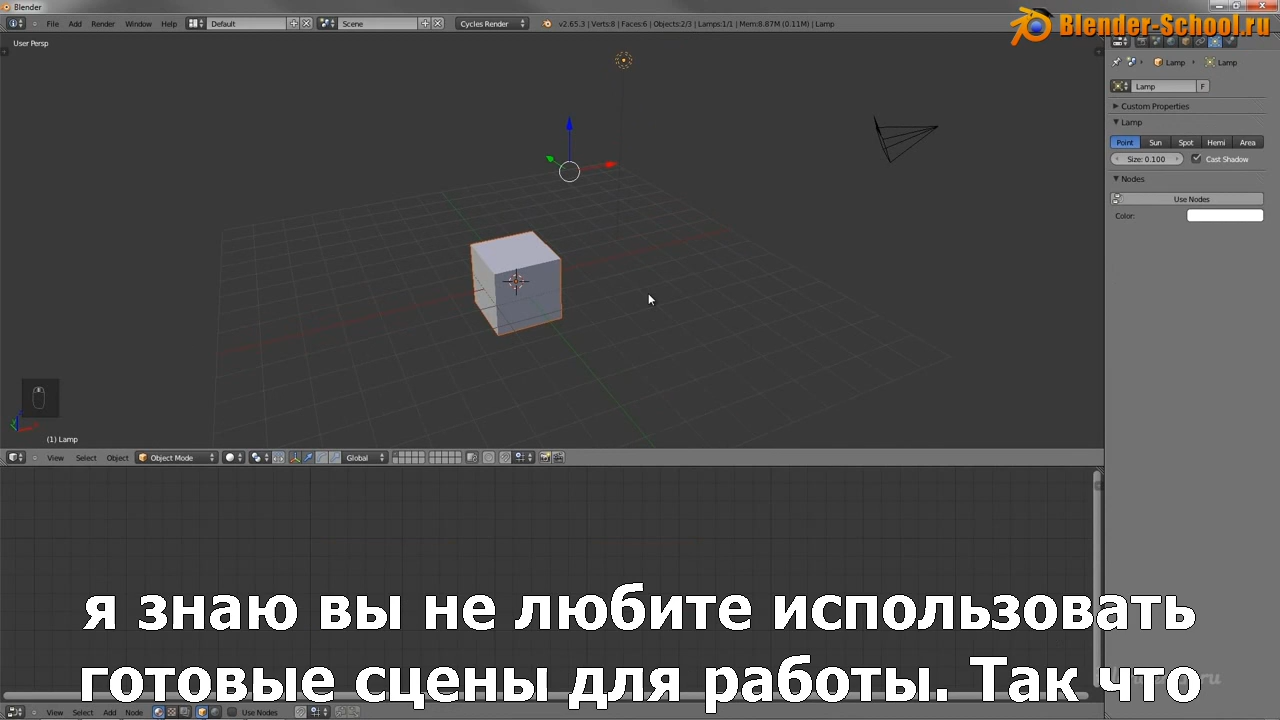 Blender
File Add Render Window Help Default Scene Cycles Render v2.65.3 | Verts:8 | Faces:6 | Objects:2/3 | Lamps:1/1 | Mem:8.87M (0.11M) | Lamp
Blender-School.ru
User Persp
Lamp Lamp
Lamp F
Custom Properties
Lamp
Point Sun Spot Hemi Area
Size: 0.100 Cast Shadow
Nodes
Use Nodes
Color:
(1) Lamp
View Select Object Object Mode Global
я знаю вы не любите использовать
готовые сцены для работы. Так что
View Select Add Node Use Nodes